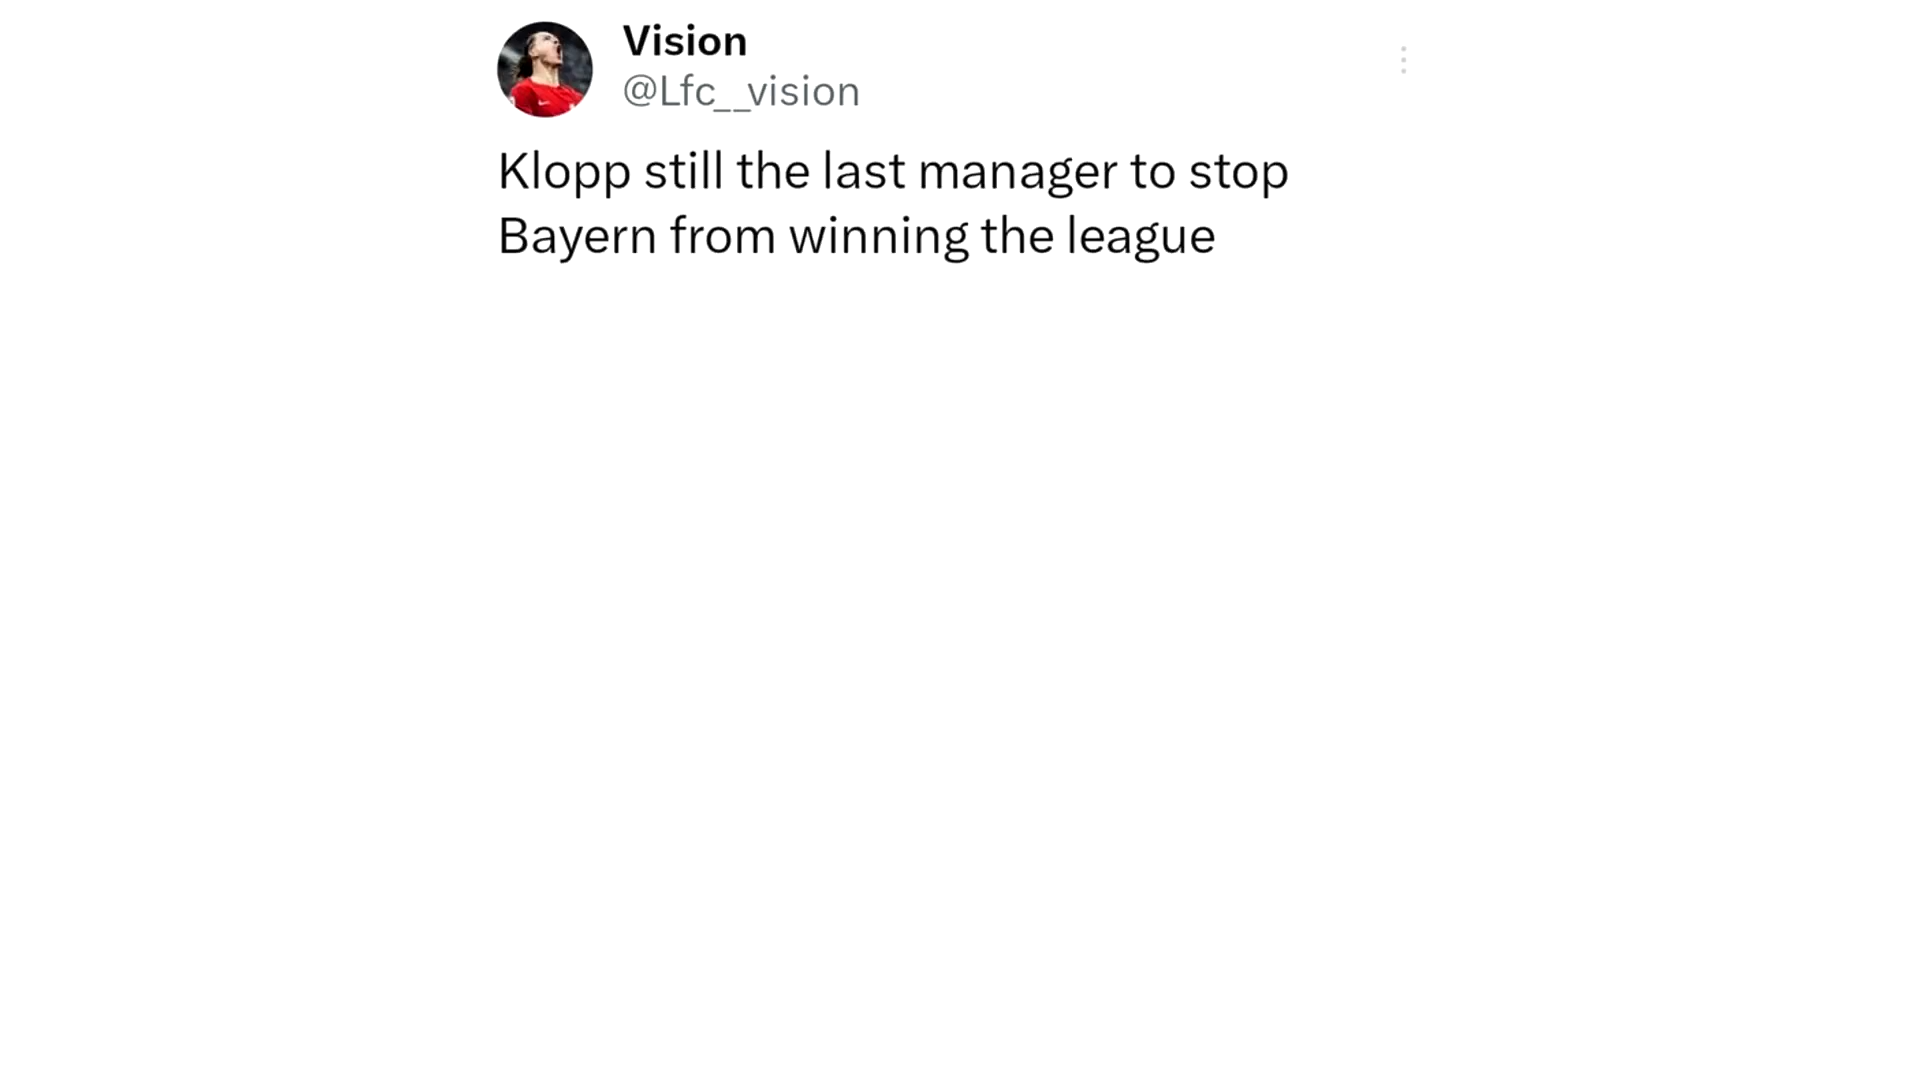 Vision
@Lfc__vision
Klopp still the last manager to stop
Bayern from winning the league